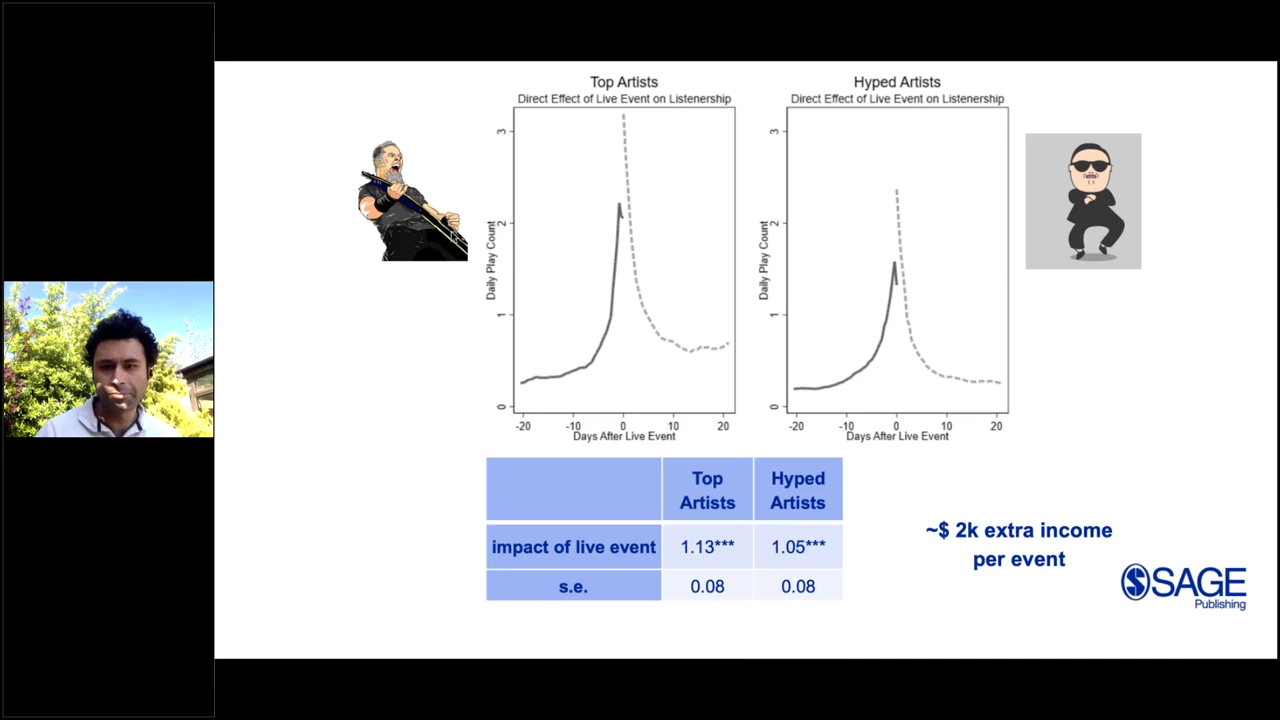 Top Artists
Direct Effect of Live Event on Listenership
3
2
1
0
Daily Play Count
-20
-10
0
10
20
Days After Live Event
Hyped Artists
Direct Effect of Live Event on Listenership
3
2
1
0
Daily Play Count
-20
-10
0
10
20
Days After Live Event
Top
Artists
Hyped
Artists
impact of live event
1.13***
1.05***
s.e.
0.08
0.08
~$ 2k extra income
per event
SAGE
Publishing